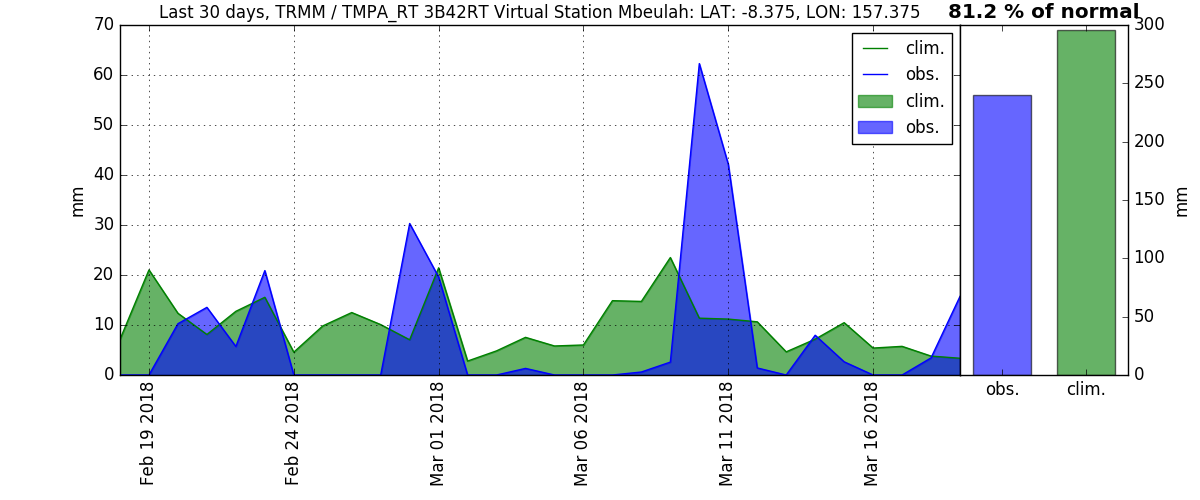 Last 30 days, TRMM / TMPA_RT 3B42RT Virtual Station Mbeulah: LAT: -8.375, LON: 157.375
81.2 % of normal
70
60
50
40
30
20
10
0
mm
clim.
obs.
clim.
obs.
Feb 19 2018
Feb 24 2018
Mar 01 2018
Mar 06 2018
Mar 11 2018
Mar 16 2018
300
250
200
150
100
50
0
mm
obs.
clim.